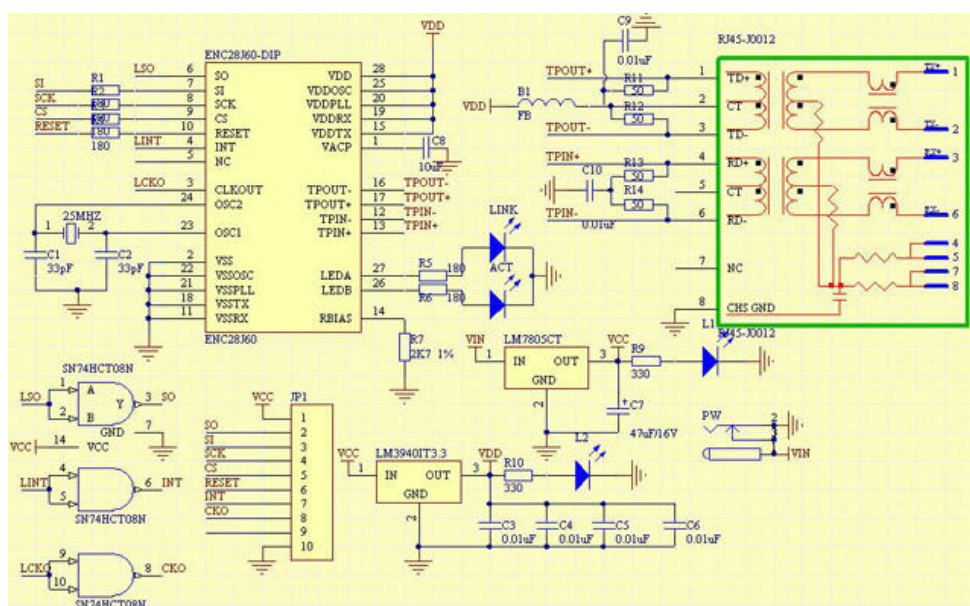 C9
0.01uF
VDD
ENC28J60-DIP
RJ45-J0012
LSO 6 SO VDD 28
SI R1 7 SI VDDOSC 25
SCK R2 8 SCK VDDPLL 20
CS 9 CS VDDRX 19
RESET 180 10 RESET VDDTX 15
180
LINT 4 INT VACP 1 C8
5 NC
LCKO 3 CLKOUT TPOUT- 16 TPOUT-
24 OSC2 TPOUT+ 17 TPOUT+
TPIN- 12 TPIN-
23 OSC1 TPIN+ 13 TPIN+
25MHZ
1 2
C1 C2
33pF 33pF
2 VSS
22 VSSOSC LEDA 27 R5 180
21 VSSPLL LEDB 26 R6 180
18 VSSTX
11 VSSRX RBIAS 14
ENC28J60
LINK
ACT
R7
2K7 1%
TPOUT+ R11 1 TD+
50
VDD B1 R12 2 CT
FB 50
TPOUT- 3 TD-
TPIN+ R13 4 RD+
50
C10 R14 5 CT
50
TPIN- 0.01uF 6 RD-
7 NC
8 CHS GND
TX+ 1
TX- 2
RX+ 3
RX- 6
4
5
7
8
L1 RJ45-J0012
VIN LM7805CT VCC
1 IN OUT 3 R9
GND 330
2
C7
47uF/16V
PW 2
VIN
SN74HCT08N
LSO 1 A Y 3 SO
2 B
GND 7
VCC 14 VCC
LINT 4 6 INT
5
SN74HCT08N
LCKO 9 8 CKO
10
SN74HCT08N
JP1
VCC 1
SO 2
SI 3
SCK 4
CS 5
RESET 6
INT 7
CKO 8
9
10
VCC LM3940IT3.3 VDD L2
1 IN OUT 3 R10
GND 330
2
C3 C4 C5 C6
0.01uF 0.01uF 0.01uF 0.01uF